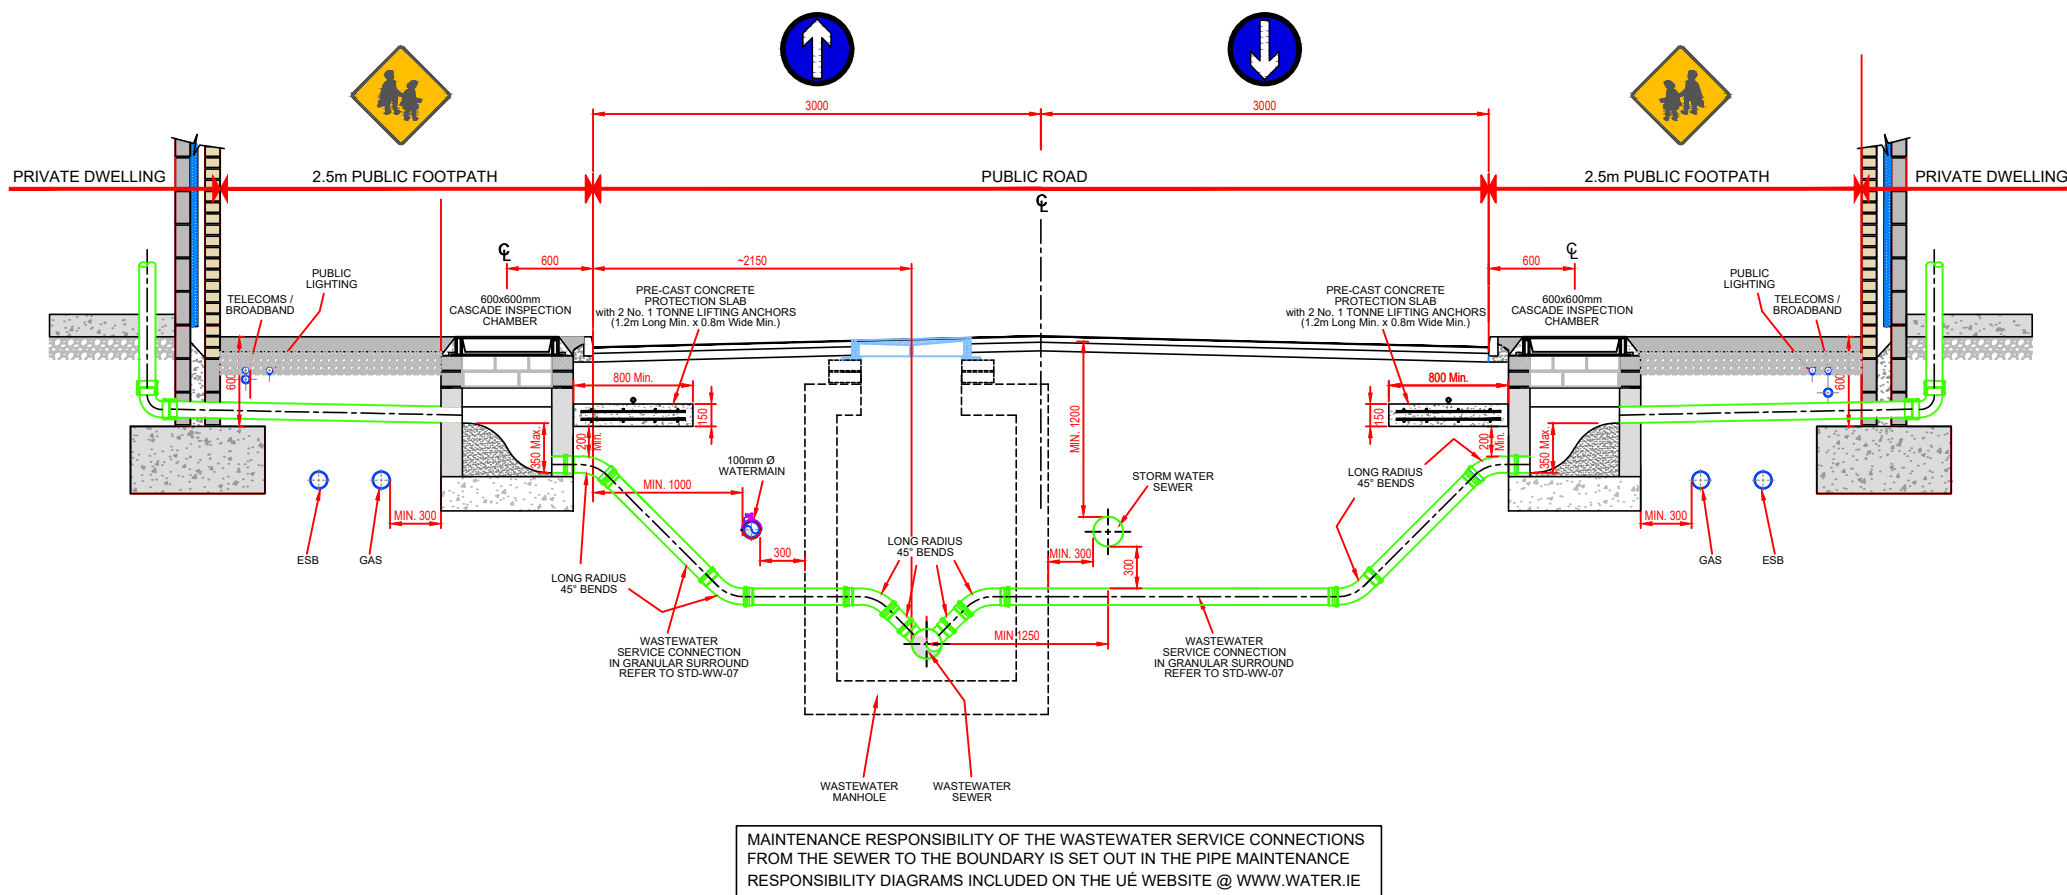 3000
3000
PRIVATE DWELLING
2.5m PUBLIC FOOTPATH
PUBLIC ROAD
2.5m PUBLIC FOOTPATH
PRIVATE DWELLING
℄
℄
℄
600
~2150
600
PUBLIC
LIGHTING
TELECOMS /
BROADBAND
600x600mm
CASCADE INSPECTION
CHAMBER
PRE-CAST CONCRETE
PROTECTION SLAB
with 2 No. 1 TONNE LIFTING ANCHORS
(1.2m Long Min. x 0.8m Wide Min.)
PRE-CAST CONCRETE
PROTECTION SLAB
with 2 No. 1 TONNE LIFTING ANCHORS
(1.2m Long Min. x 0.8m Wide Min.)
600x600mm
CASCADE INSPECTION
CHAMBER
PUBLIC
LIGHTING
TELECOMS /
BROADBAND
600
800 Min.
150
200
Min.
350 Max.
MIN. 1200
800 Min.
150
200
Min.
350 Max.
600
100mm Ø
WATERMAIN
MIN. 1000
STORM WATER
SEWER
LONG RADIUS
45° BENDS
MIN. 300
MIN. 300
ESB
GAS
300
LONG RADIUS
45° BENDS
MIN. 300
300
GAS
ESB
LONG RADIUS
45° BENDS
MIN 1250
WASTEWATER
SERVICE CONNECTION
IN GRANULAR SURROUND
REFER TO STD-WW-07
WASTEWATER
SERVICE CONNECTION
IN GRANULAR SURROUND
REFER TO STD-WW-07
WASTEWATER
MANHOLE
WASTEWATER
SEWER
MAINTENANCE RESPONSIBILITY OF THE WASTEWATER SERVICE CONNECTIONS
FROM THE SEWER TO THE BOUNDARY IS SET OUT IN THE PIPE MAINTENANCE
RESPONSIBILITY DIAGRAMS INCLUDED ON THE UÉ WEBSITE @ WWW.WATER.IE